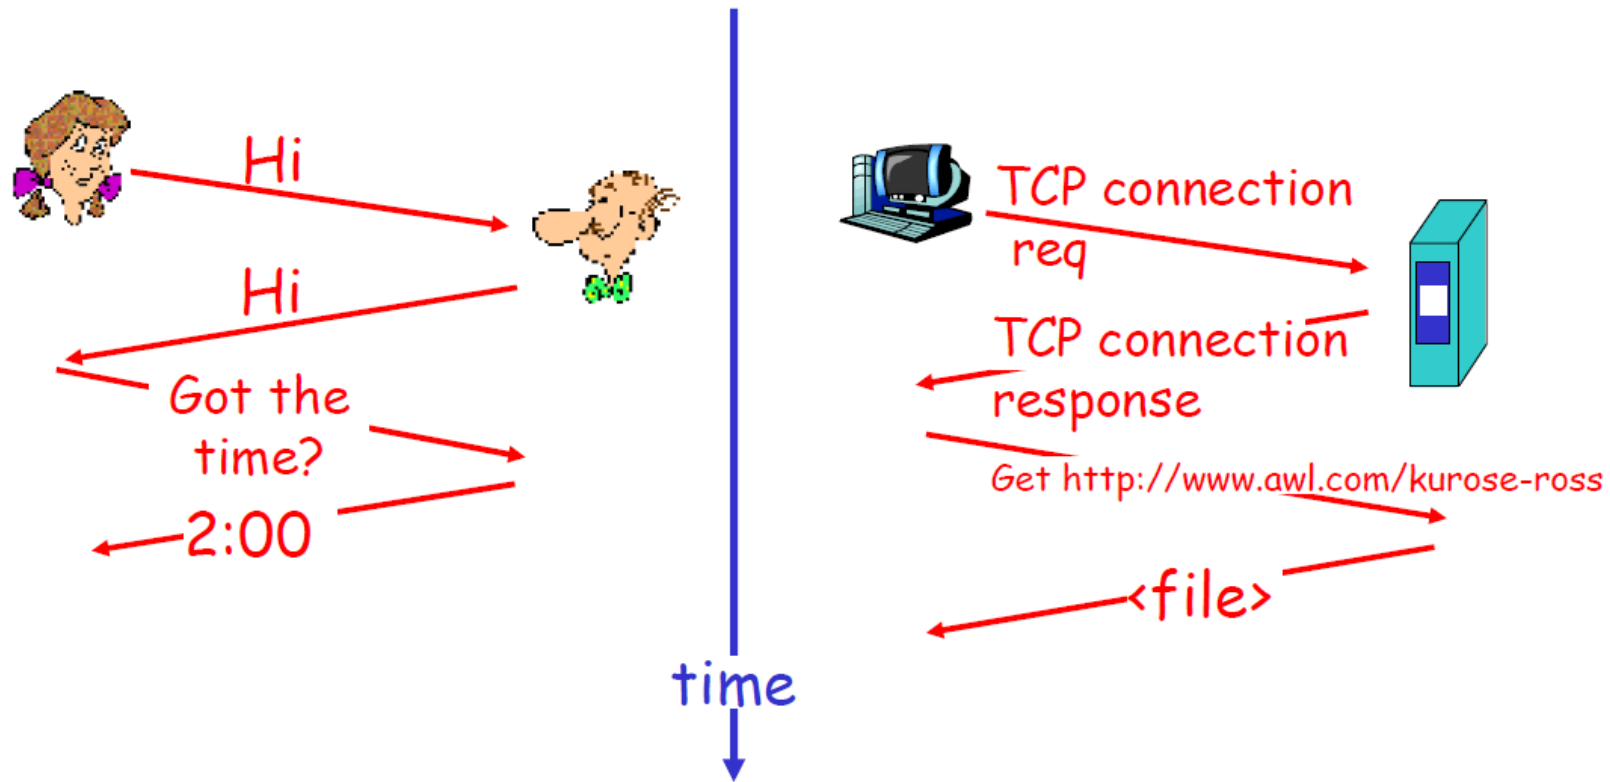 Hi
Hi
Got the
time?
2:00
time
TCP connection
req
TCP connection
response
Get http://www.awl.com/kurose-ross
<file>